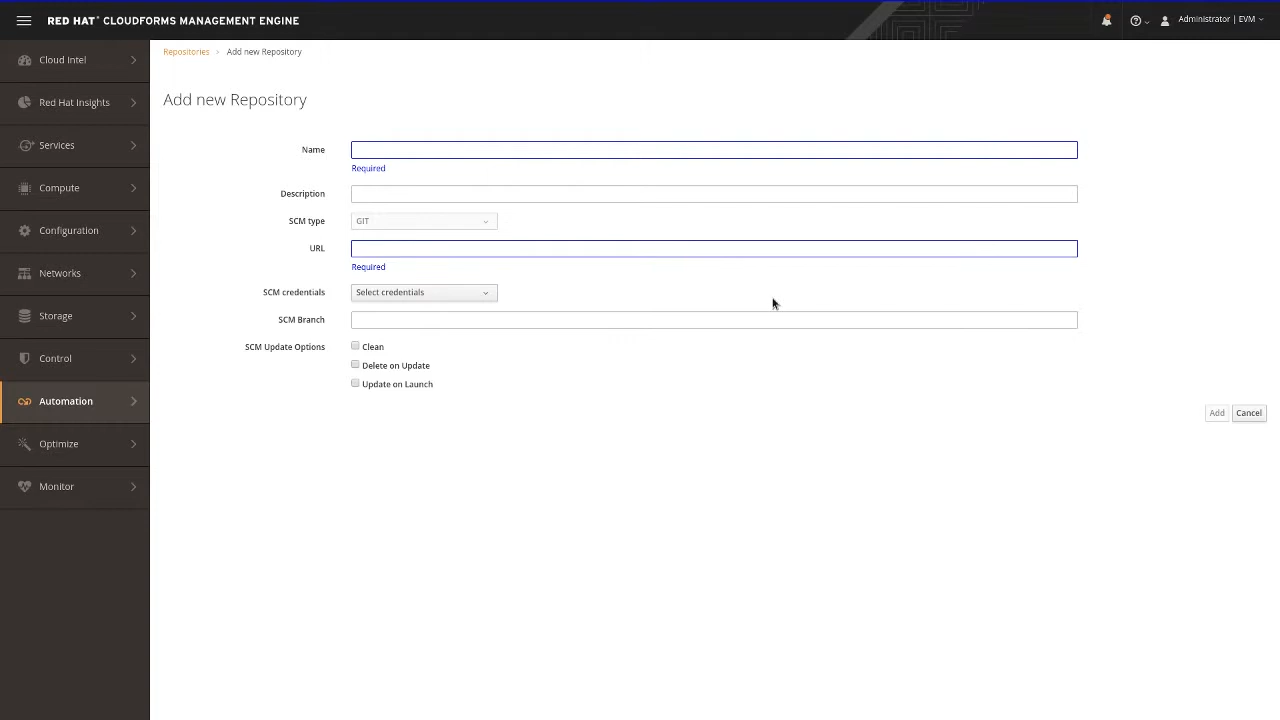 RED HAT® CLOUDFORMS MANAGEMENT ENGINE
Administrator | EVM
Cloud Intel
Red Hat Insights
Services
Compute
Configuration
Networks
Storage
Control
Automation
Optimize
Monitor
Repositories > Add new Repository
Add new Repository
Name
Required
Description
SCM type GIT
URL
Required
SCM credentials Select credentials
SCM Branch
SCM Update Options Clean
Delete on Update
Update on Launch
Add Cancel